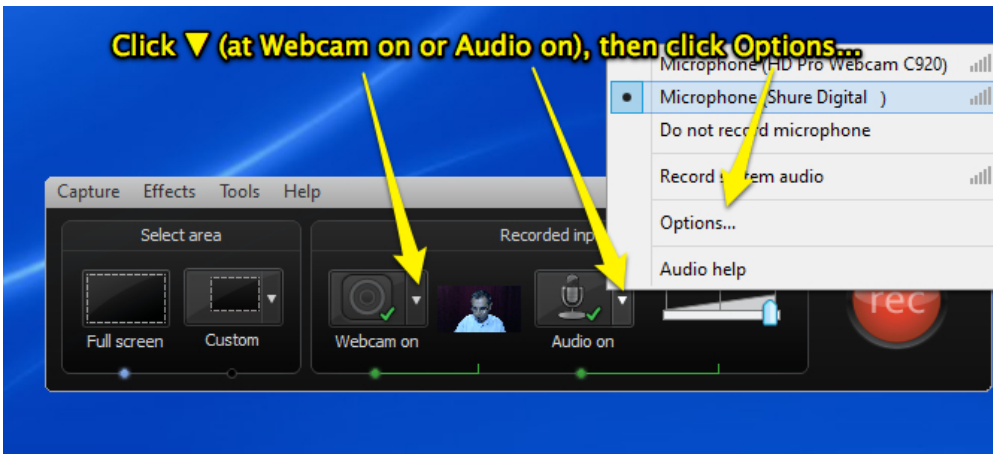 Click ▼ (at Webcam on or Audio on), then click Options...
Microphone (HD Pro Webcam C920)
Microphone (Shure Digital )
Do not record microphone
Record system audio
Options...
Audio help
Capture Effects Tools Help
Select area
Recorded inp
Full screen
Custom
Webcam on
Audio on
rec